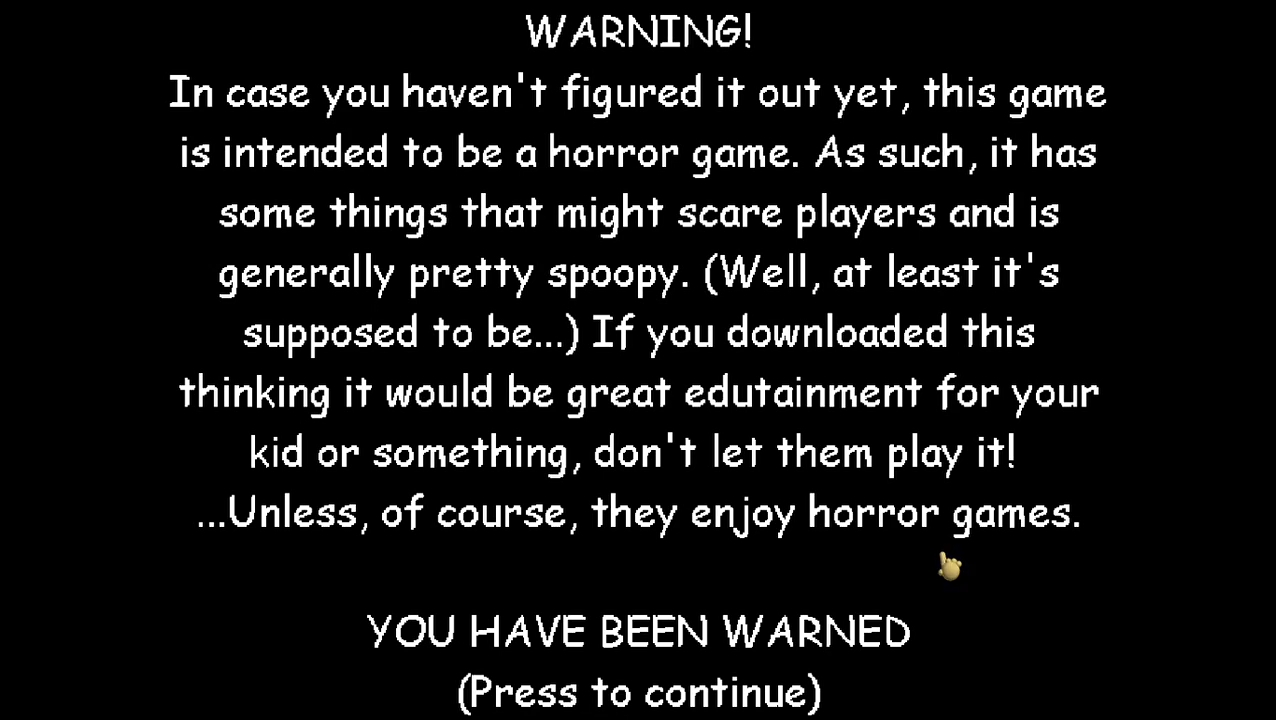 WARNING!
In case you haven't figured it out yet, this game
is intended to be a horror game. As such, it has
some things that might scare players and is
generally pretty spoopy. (Well, at least it's
supposed to be...) If you downloaded this
thinking it would be great edutainment for your
kid or something, don't let them play it!
...Unless, of course, they enjoy horror games.
YOU HAVE BEEN WARNED
(Press to continue)